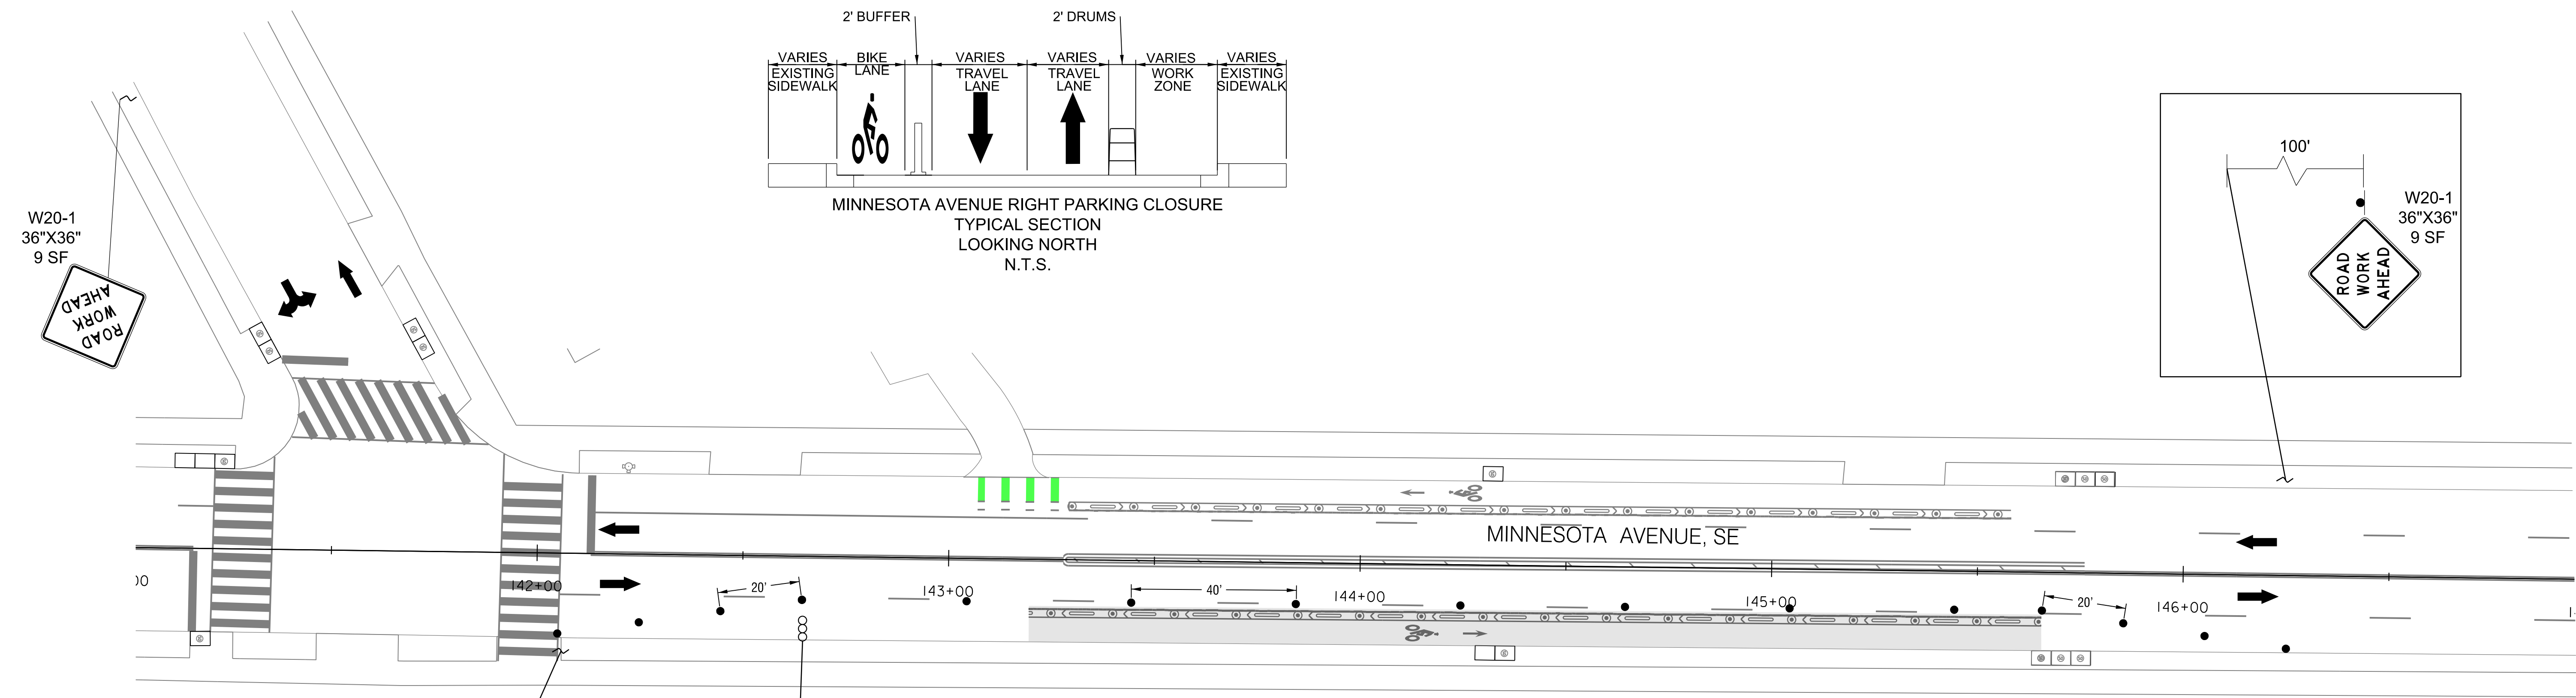 2' BUFFER
2' DRUMS
VARIES
EXISTING
SIDEWALK
BIKE
LANE
VARIES
TRAVEL
LANE
VARIES
TRAVEL
LANE
VARIES
WORK
ZONE
VARIES
EXISTING
SIDEWALK
MINNESOTA AVENUE RIGHT PARKING CLOSURE
TYPICAL SECTION
LOOKING NORTH
N.T.S.
W20-1
36"X36"
9 SF
ROAD
WORK
AHEAD
100'
W20-1
36"X36"
9 SF
ROAD
WORK
AHEAD
MINNESOTA AVENUE, SE
142+00
20'
143+00
40'
144+00
145+00
20'
146+00